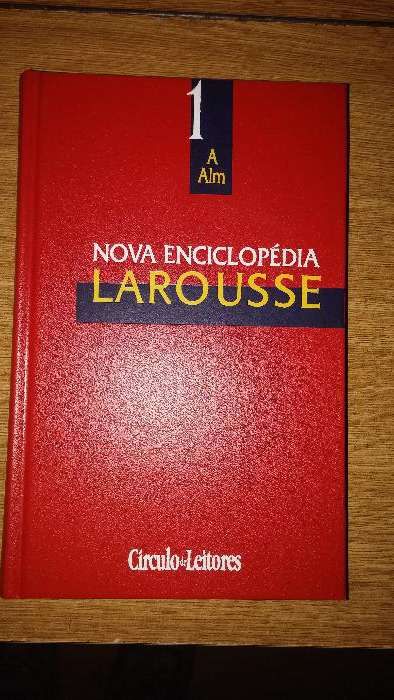 1
A
Alm
NOVA ENCICLOPÉDIA
LAROUSSE
Círculo de Leitores